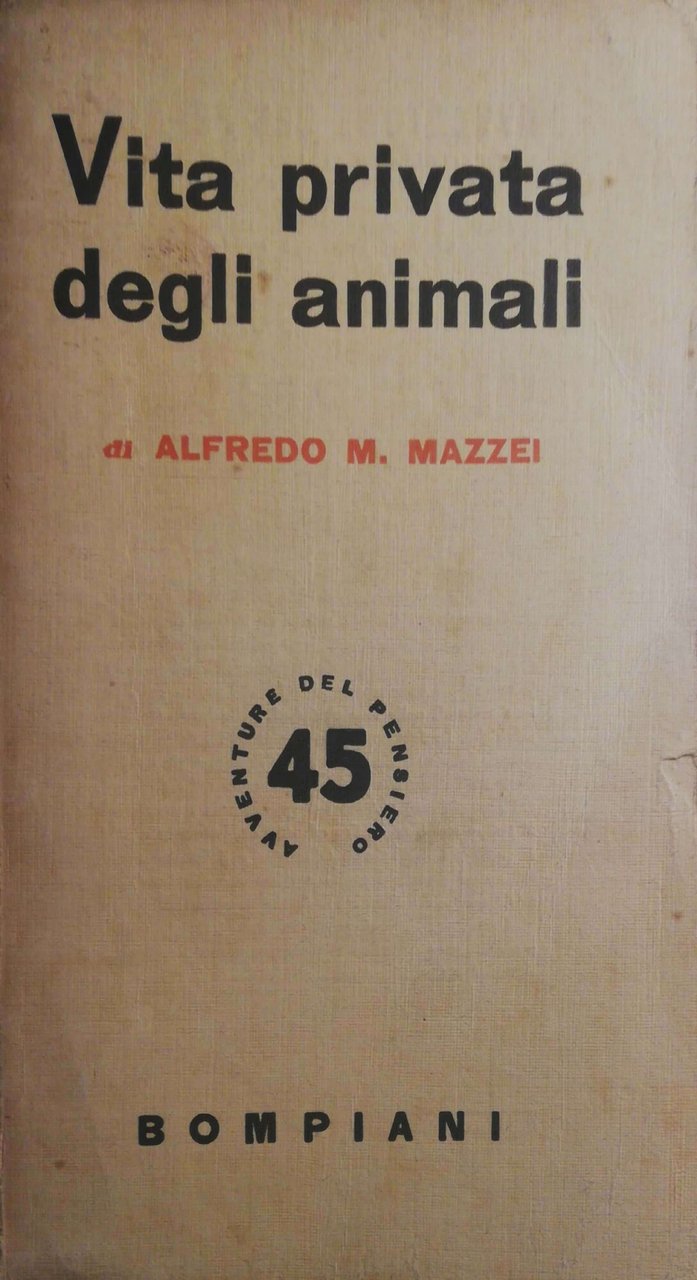 Vita privata
degli animali
di ALFREDO M. MAZZEI
AVVENTURE DEL PENSIERO
45
BOMPIANI